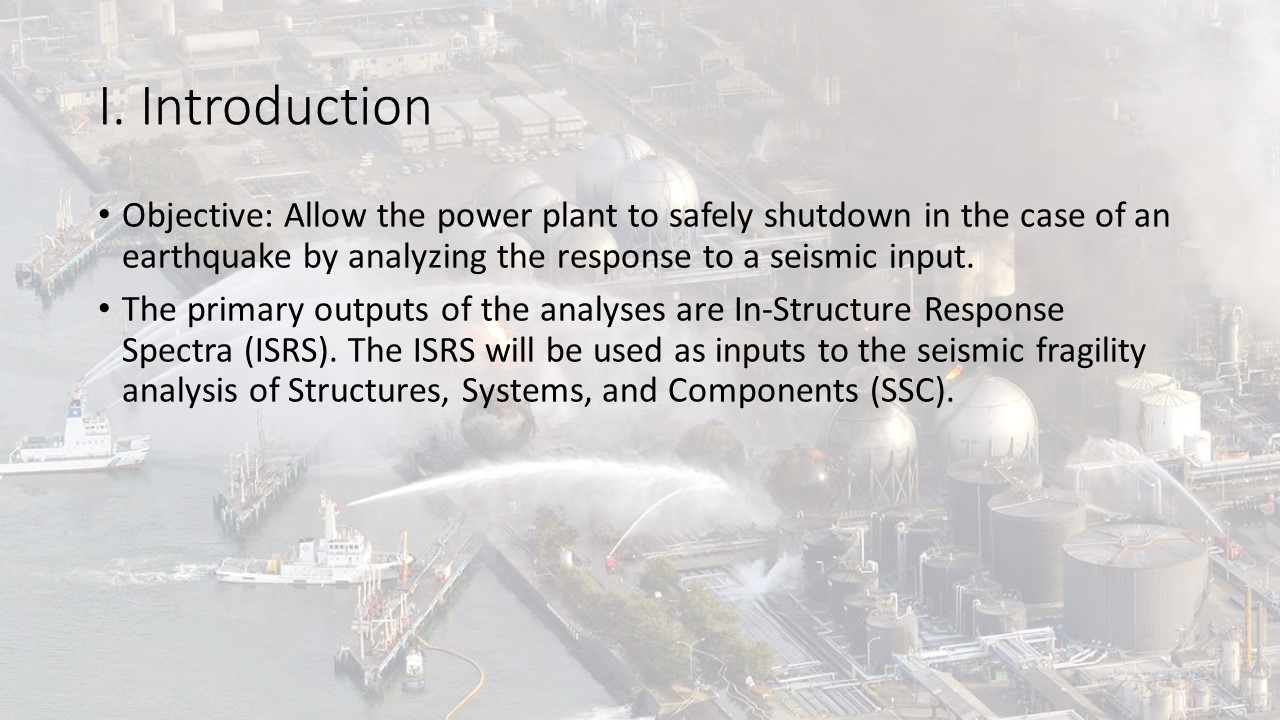 I. Introduction
• Objective: Allow the power plant to safely shutdown in the case of an
earthquake by analyzing the response to a seismic input.
• The primary outputs of the analyses are In-Structure Response
Spectra (ISRS). The ISRS will be used as inputs to the seismic fragility
analysis of Structures, Systems, and Components (SSC).